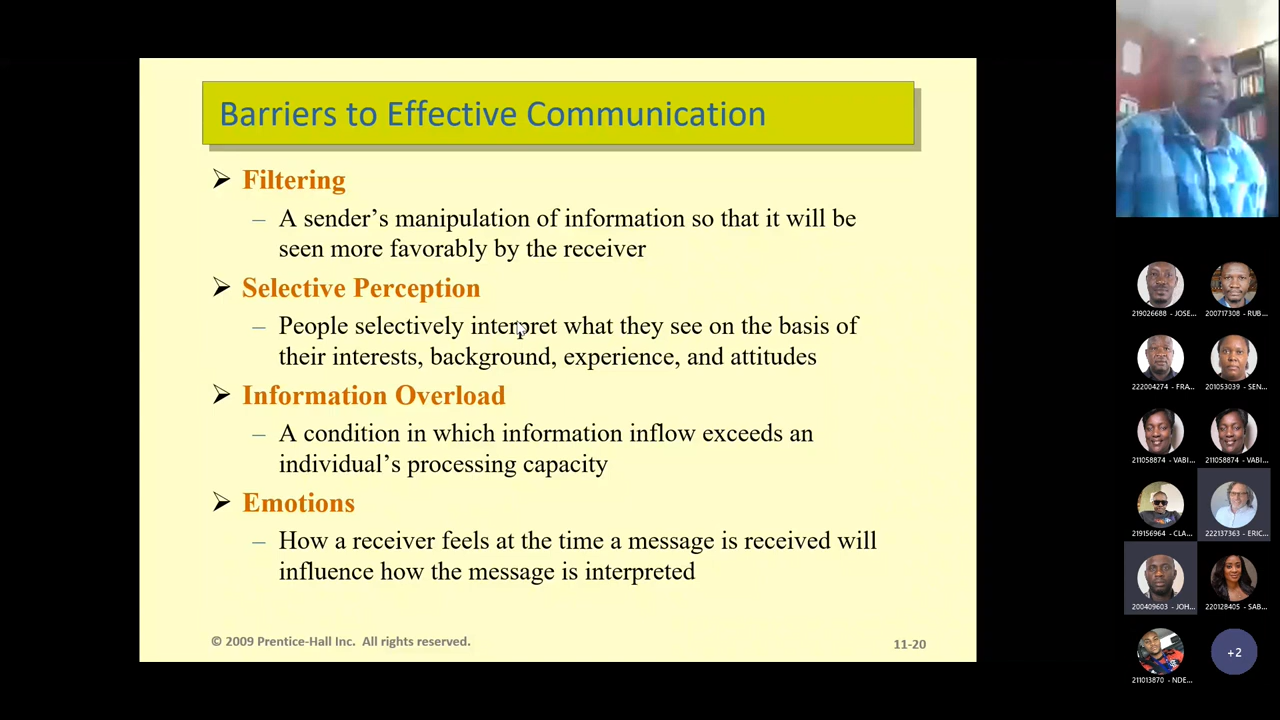 Barriers to Effective Communication
➢ Filtering
– A sender’s manipulation of information so that it will be
seen more favorably by the receiver
➢ Selective Perception
– People selectively interpret what they see on the basis of
their interests, background, experience, and attitudes
➢ Information Overload
– A condition in which information inflow exceeds an
individual’s processing capacity
➢ Emotions
– How a receiver feels at the time a message is received will
influence how the message is interpreted
© 2009 Prentice-Hall Inc. All rights reserved.
11-20
219026688 - JOSE...
200717308 - RUB...
222004274 - FRA...
201053039 - SEN...
211058874 - VABI...
211058874 - VABI...
219156964 - CLA...
222137363 - ERIC...
200409603 - JOH...
220128405 - SAB...
211013870 - NDE...
+2